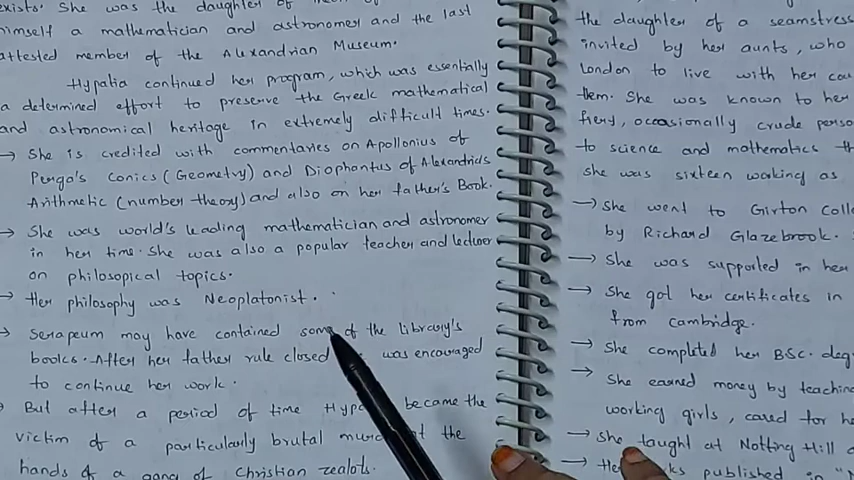 exists. She was the daughter of
himself a mathematician and astronomer and the last
attested member of the Alexandrian Museum.
Hypatia continued her program, which was essentially
a determined effort to preserve the Greek mathematical
and astronomical heritage in extremely difficult times.
→ She is credited with commentaries on Apollonius of
Perga's Conics (Geometry) and Diophantus of Alexandria's
Arithmetic (number theory) and also on her father's Book.
→ She was world's leading mathematician and astronomer
in her time. She was also a popular teacher and lecturer
on philosopical topics.
→ Her philosophy was Neoplatonist.
→ Serapeum may have contained some of the library's
books. After her father rule closed was encouraged
to continue her work.
But after a period of time became the
victim of a particularly brutal at the
hands of a gang of Christian zealots.
the daughter of a seamstress
invited by her aunts, who
London to live with her
them. She was known to her
fiery, occasionally crude
to science and mathematics
she was sixteen working as
→ She went to Girton
by Richard Glazebrook.
→ She was supported in her
→ She got her certificates in
from Cambridge.
→ She completed her BSc.
→ She earned money by
working girls, cared for
→ She taught at Notting Hill
→ published in